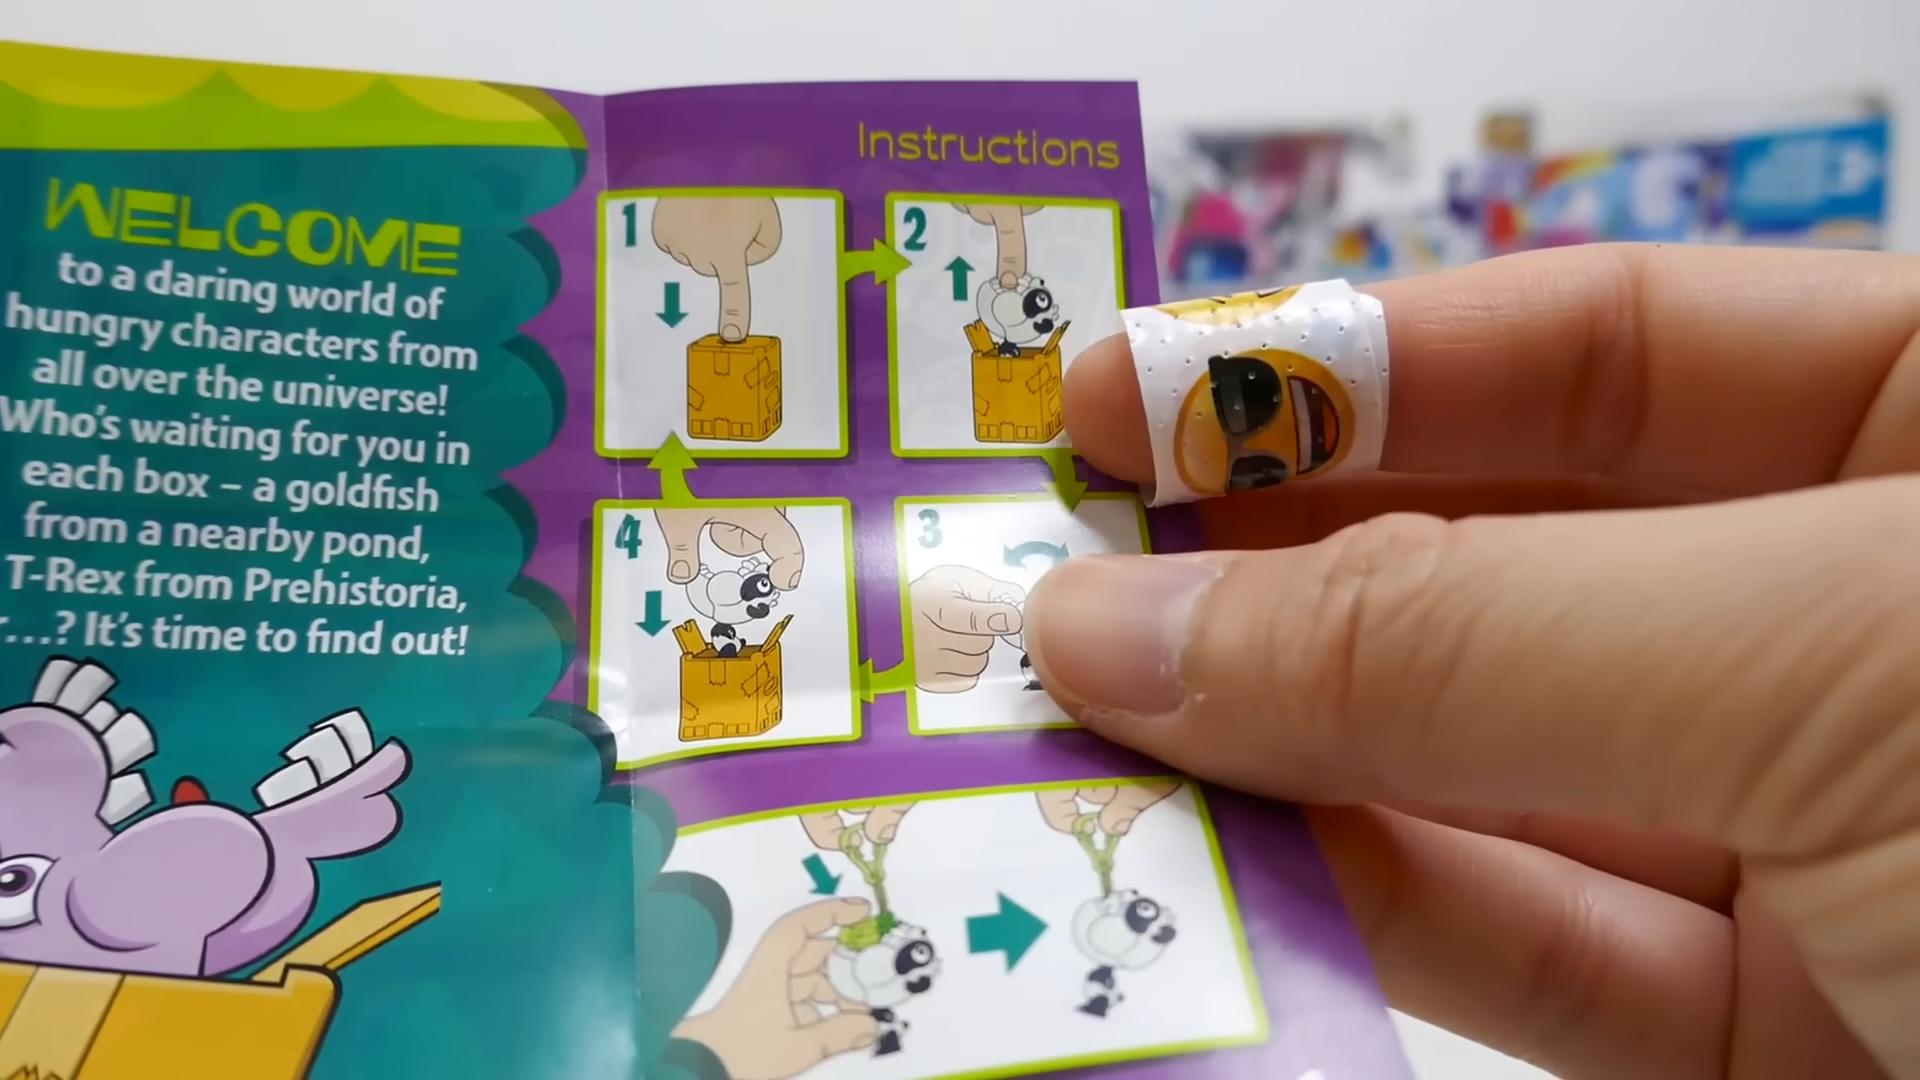 WELCOME
to a daring world of
hungry characters from
all over the universe!
Who's waiting for you in
each box – a goldfish
from a nearby pond,
T-Rex from Prehistoria,
...? It's time to find out!
Instructions
1
2
3
4